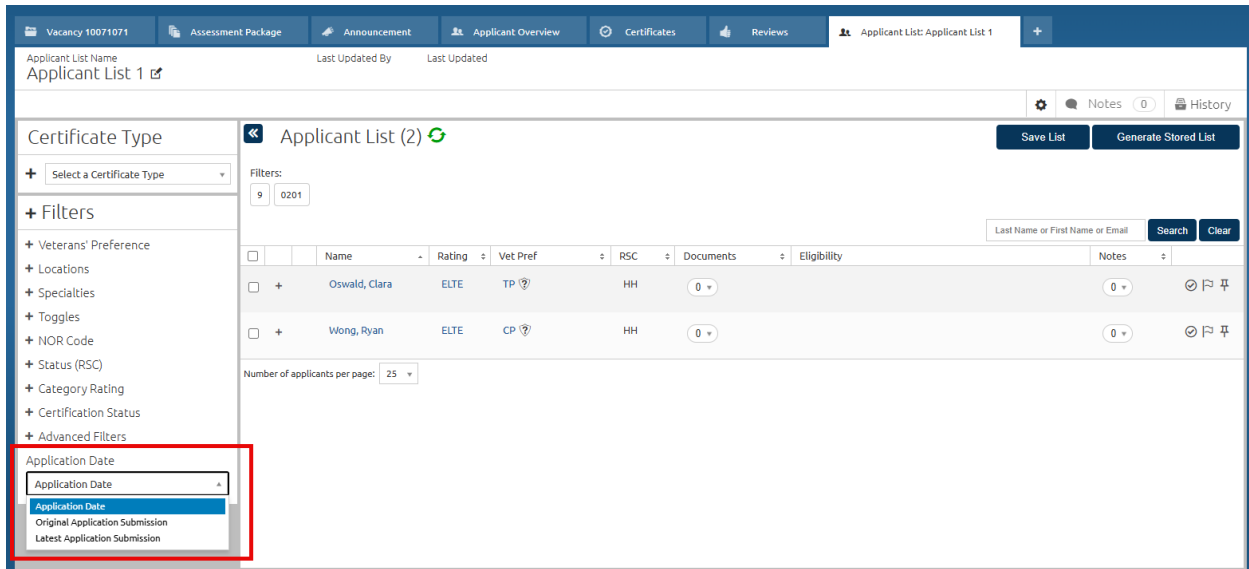 Vacancy 10071071 Assessment Package Announcement Applicant Overview Certificates Reviews Applicant List: Applicant List 1 +
Applicant List Name Last Updated By Last Updated
Applicant List 1
Notes 0 History
Certificate Type
+ Select a Certificate Type
+ Filters
+ Veterans' Preference
+ Locations
+ Specialties
+ Toggles
+ NOR Code
+ Status (RSC)
+ Category Rating
+ Certification Status
+ Advanced Filters
Application Date
Application Date
Application Date
Original Application Submission
Latest Application Submission
« Applicant List (2)
Save List Generate Stored List
Filters:
9 0201
Last Name or First Name or Email Search Clear
Name Rating Vet Pref RSC Documents Eligibility Notes
+ Oswald, Clara ELTE TP ? HH 0 0
+ Wong, Ryan ELTE CP ? HH 0 0
Number of applicants per page: 25